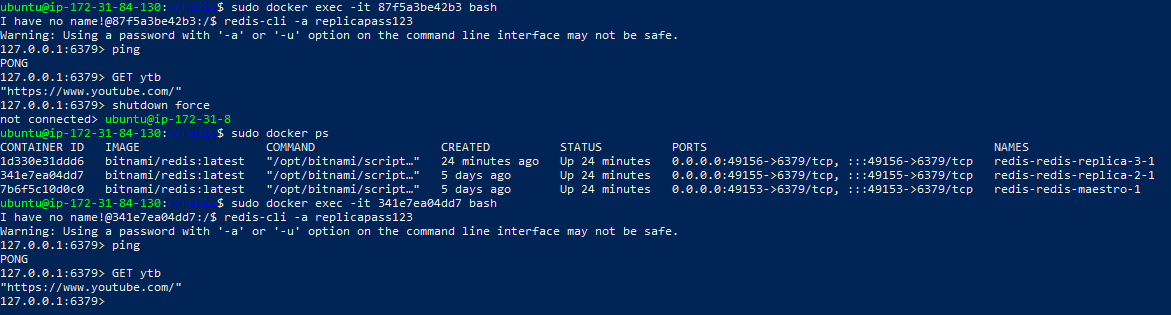 ubuntu@ip-172-31-84-130:~/redis$ sudo docker exec -it 87f5a3be42b3 bash
I have no name!@87f5a3be42b3:/$ redis-cli -a replicapass123
Warning: Using a password with '-a' or '-u' option on the command line interface may not be safe.
127.0.0.1:6379> ping
PONG
127.0.0.1:6379> GET ytb
"https://www.youtube.com/"
127.0.0.1:6379> shutdown force
not connected> ubuntu@ip-172-31-8
ubuntu@ip-172-31-84-130:~/redis$ sudo docker ps
CONTAINER ID   IMAGE                  COMMAND                  CREATED          STATUS          PORTS                                         NAMES
1d330e31ddd6   bitnami/redis:latest   "/opt/bitnami/script…"   24 minutes ago   Up 24 minutes   0.0.0.0:49156->6379/tcp, :::49156->6379/tcp   redis-redis-replica-3-1
341e7ea04dd7   bitnami/redis:latest   "/opt/bitnami/script…"   5 days ago       Up 24 minutes   0.0.0.0:49155->6379/tcp, :::49155->6379/tcp   redis-redis-replica-2-1
7b6f5c10d0c0   bitnami/redis:latest   "/opt/bitnami/script…"   5 days ago       Up 24 minutes   0.0.0.0:49153->6379/tcp, :::49153->6379/tcp   redis-redis-maestro-1
ubuntu@ip-172-31-84-130:~/redis$ sudo docker exec -it 341e7ea04dd7 bash
I have no name!@341e7ea04dd7:/$ redis-cli -a replicapass123
Warning: Using a password with '-a' or '-u' option on the command line interface may not be safe.
127.0.0.1:6379> ping
PONG
127.0.0.1:6379> GET ytb
"https://www.youtube.com/"
127.0.0.1:6379>